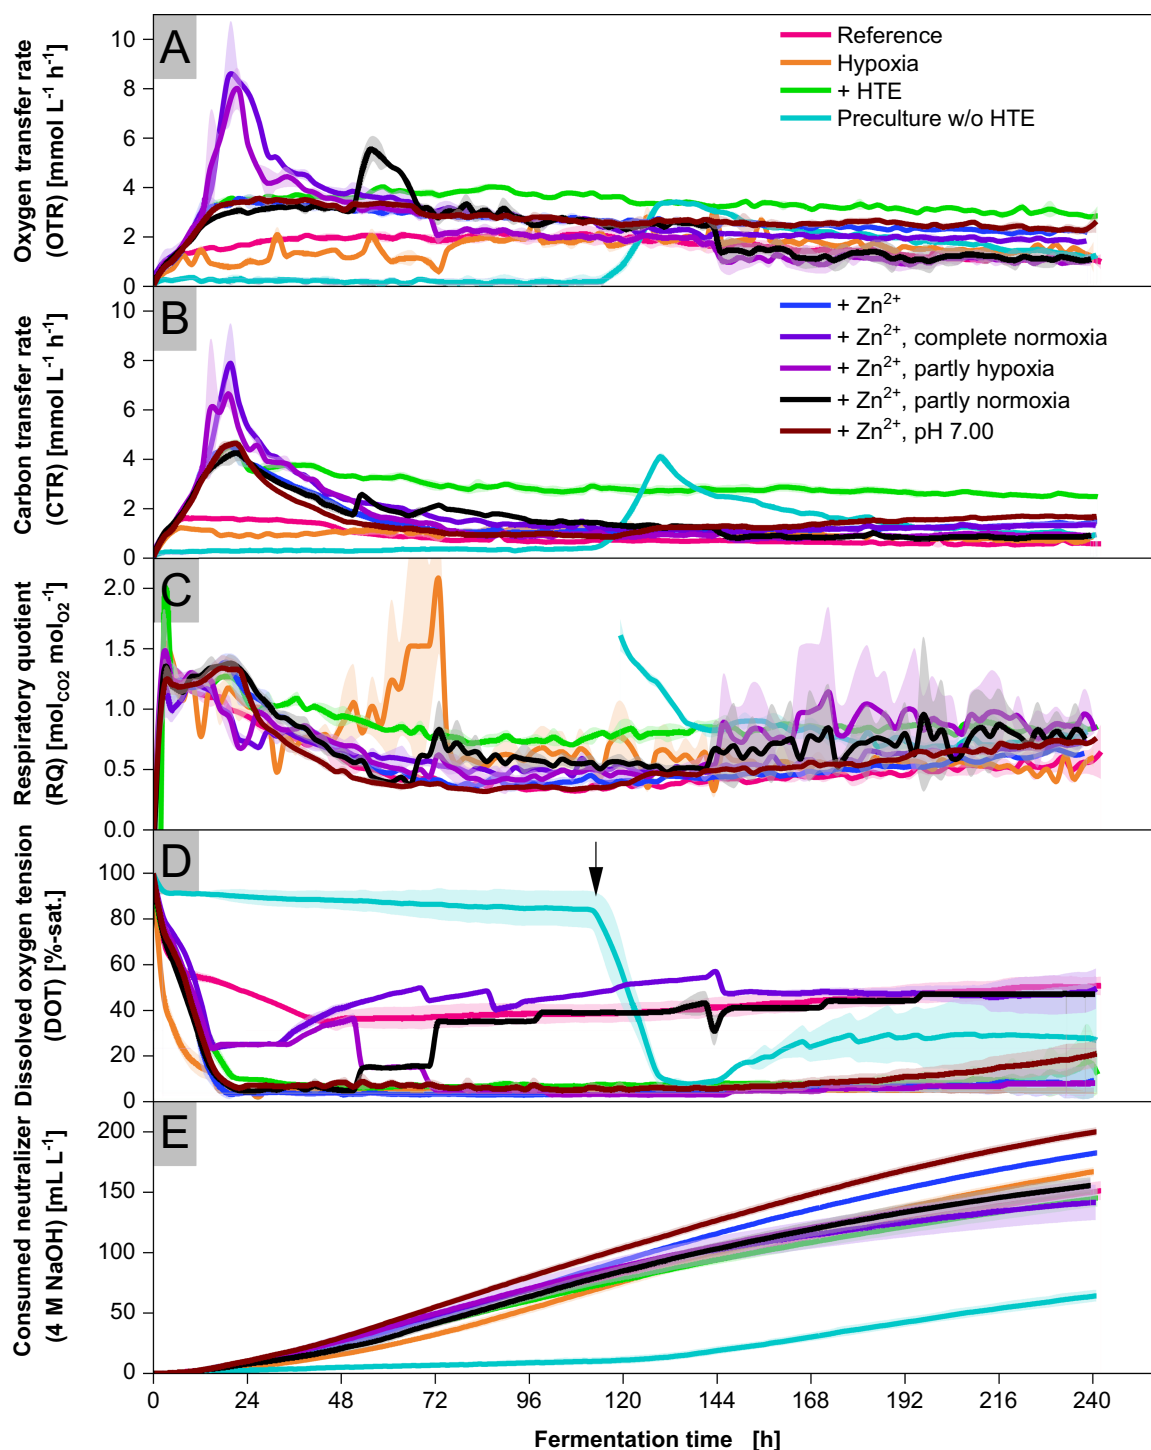 A
Oxygen transfer rate
(OTR) [mmol L⁻¹ h⁻¹]
10
8
6
4
2
0
Reference
Hypoxia
+ HTE
Preculture w/o HTE
B
Carbon transfer rate
(CTR) [mmol L⁻¹ h⁻¹]
10
8
6
4
2
0
+ Zn²⁺
+ Zn²⁺, complete normoxia
+ Zn²⁺, partly hypoxia
+ Zn²⁺, partly normoxia
+ Zn²⁺, pH 7.00
C
Respiratory quotient
(RQ) [mol_CO2 mol_O2⁻¹]
2.0
1.5
1.0
0.5
0.0
D
Dissolved oxygen tension
(DOT) [%-sat.]
100
80
60
40
20
0
E
Consumed neutralizer
(4 M NaOH) [mL L⁻¹]
200
150
100
50
0
0 24 48 72 96 120 144 168 192 216 240
Fermentation time [h]